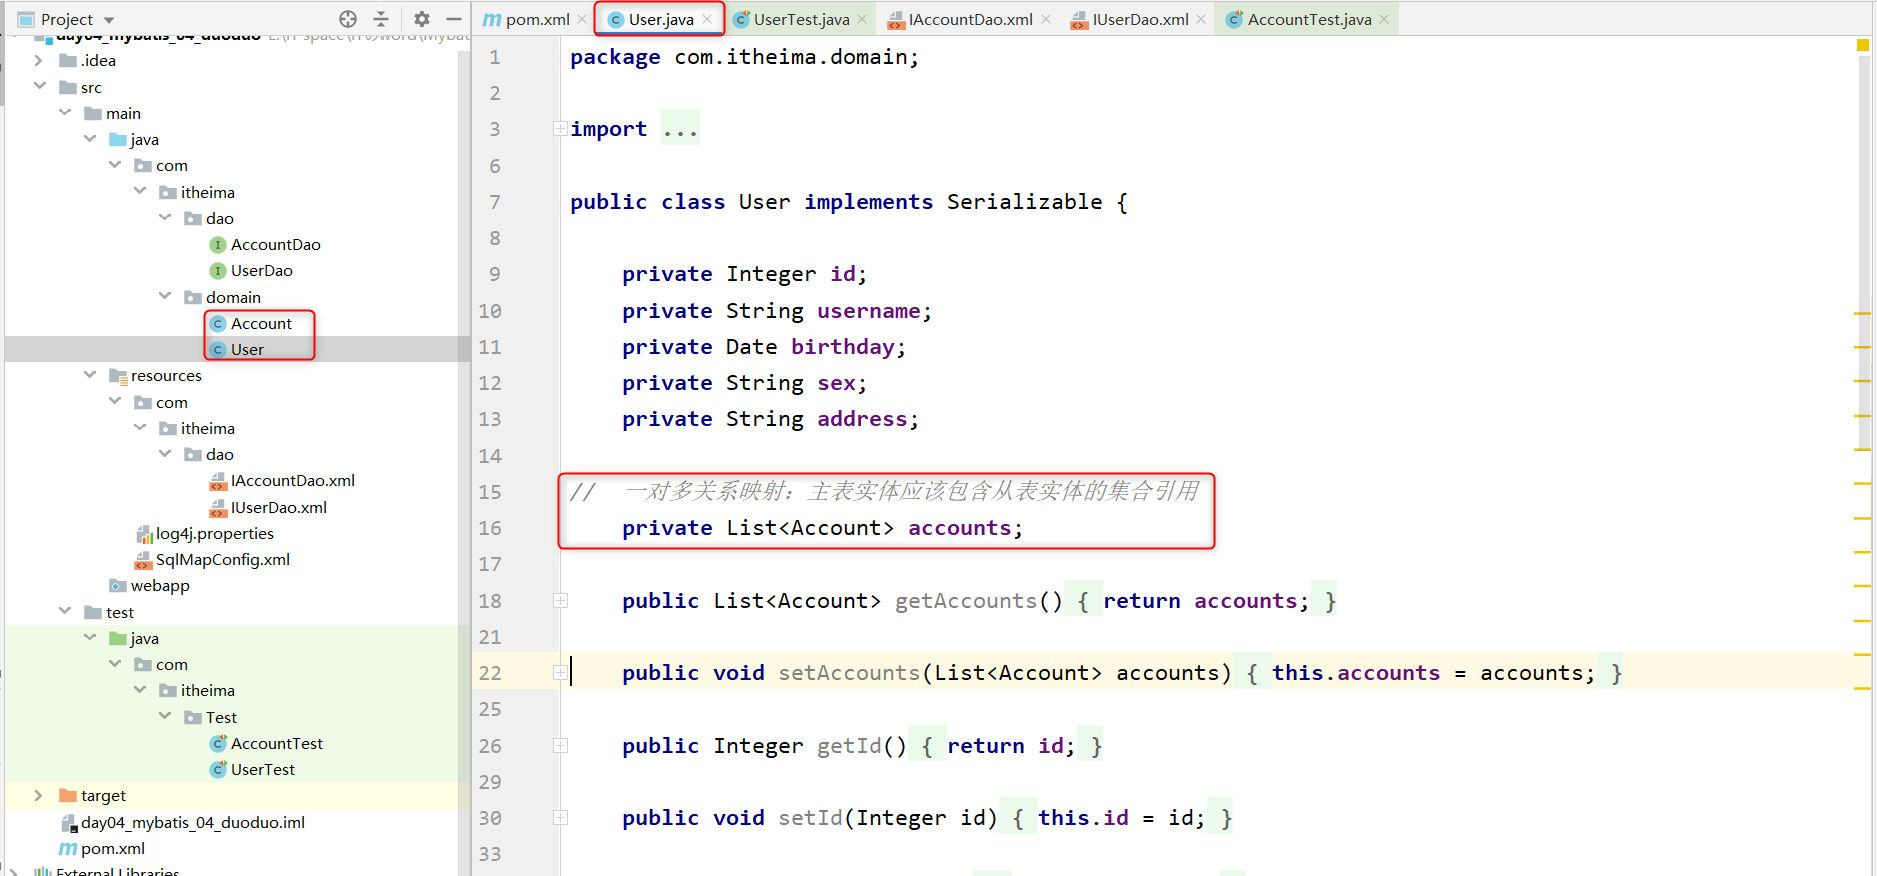 Project
day04_mybatis_04_duoduo
.idea
src
main
java
com
itheima
dao
AccountDao
UserDao
domain
Account
User
resources
com
itheima
dao
IAccountDao.xml
IUserDao.xml
log4j.properties
SqlMapConfig.xml
webapp
test
java
com
itheima
Test
AccountTest
UserTest
target
day04_mybatis_04_duoduo.iml
pom.xml
External Libraries
pom.xml User.java UserTest.java IAccountDao.xml IUserDao.xml AccountTest.java
1 package com.itheima.domain;
2
3 import ...
6
7 public class User implements Serializable {
8
9 private Integer id;
10 private String username;
11 private Date birthday;
12 private String sex;
13 private String address;
14
15 // 一对多关系映射：主表实体应该包含从表实体的集合引用
16 private List<Account> accounts;
17
18 public List<Account> getAccounts() { return accounts; }
21
22 public void setAccounts(List<Account> accounts) { this.accounts = accounts; }
25
26 public Integer getId() { return id; }
29
30 public void setId(Integer id) { this.id = id; }
33